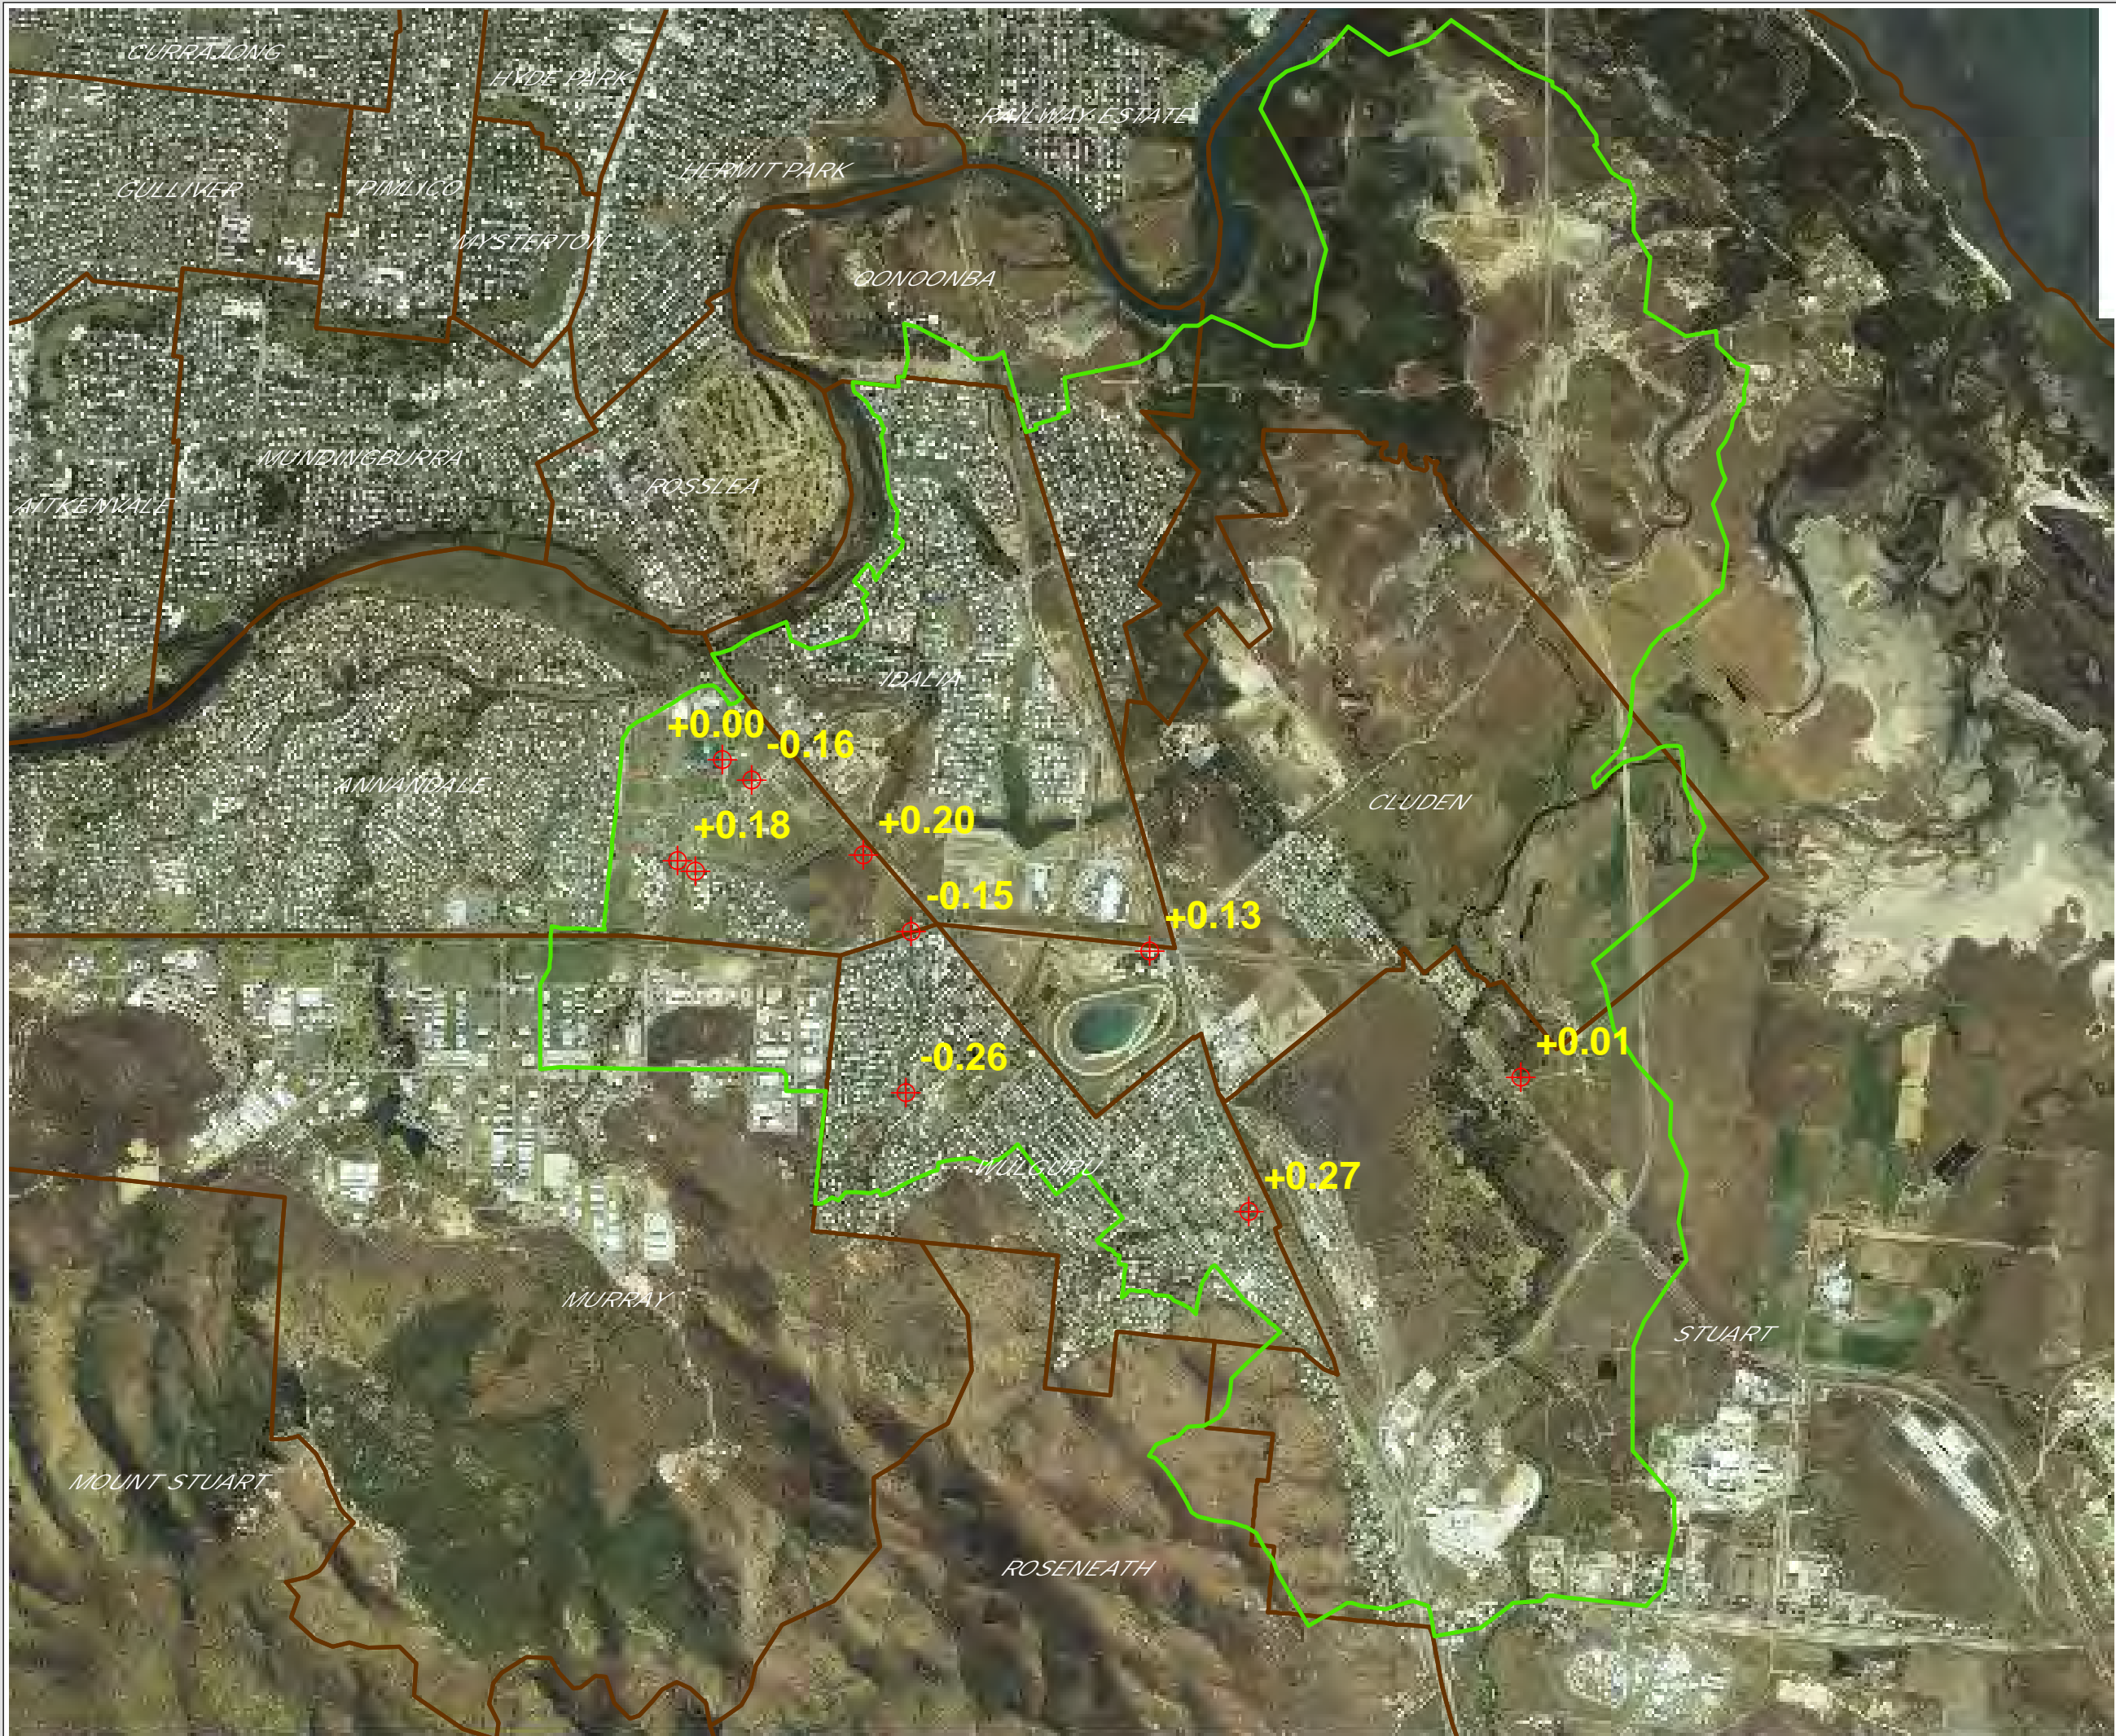 CURRAJONG
HYDE PARK
RAILWAY ESTATE
HERMIT PARK
GULLIVER
PIMLICO
MYSTERTON
OONOONBA
MUNDINGBURRA
ROSSLEA
AITKENVALE
IDALIA
+0.00
-0.16
ANNANDALE
CLUDEN
+0.18
+0.20
-0.15
+0.13
+0.01
-0.26
WULGURU
+0.27
MURRAY
STUART
MOUNT STUART
ROSENEATH